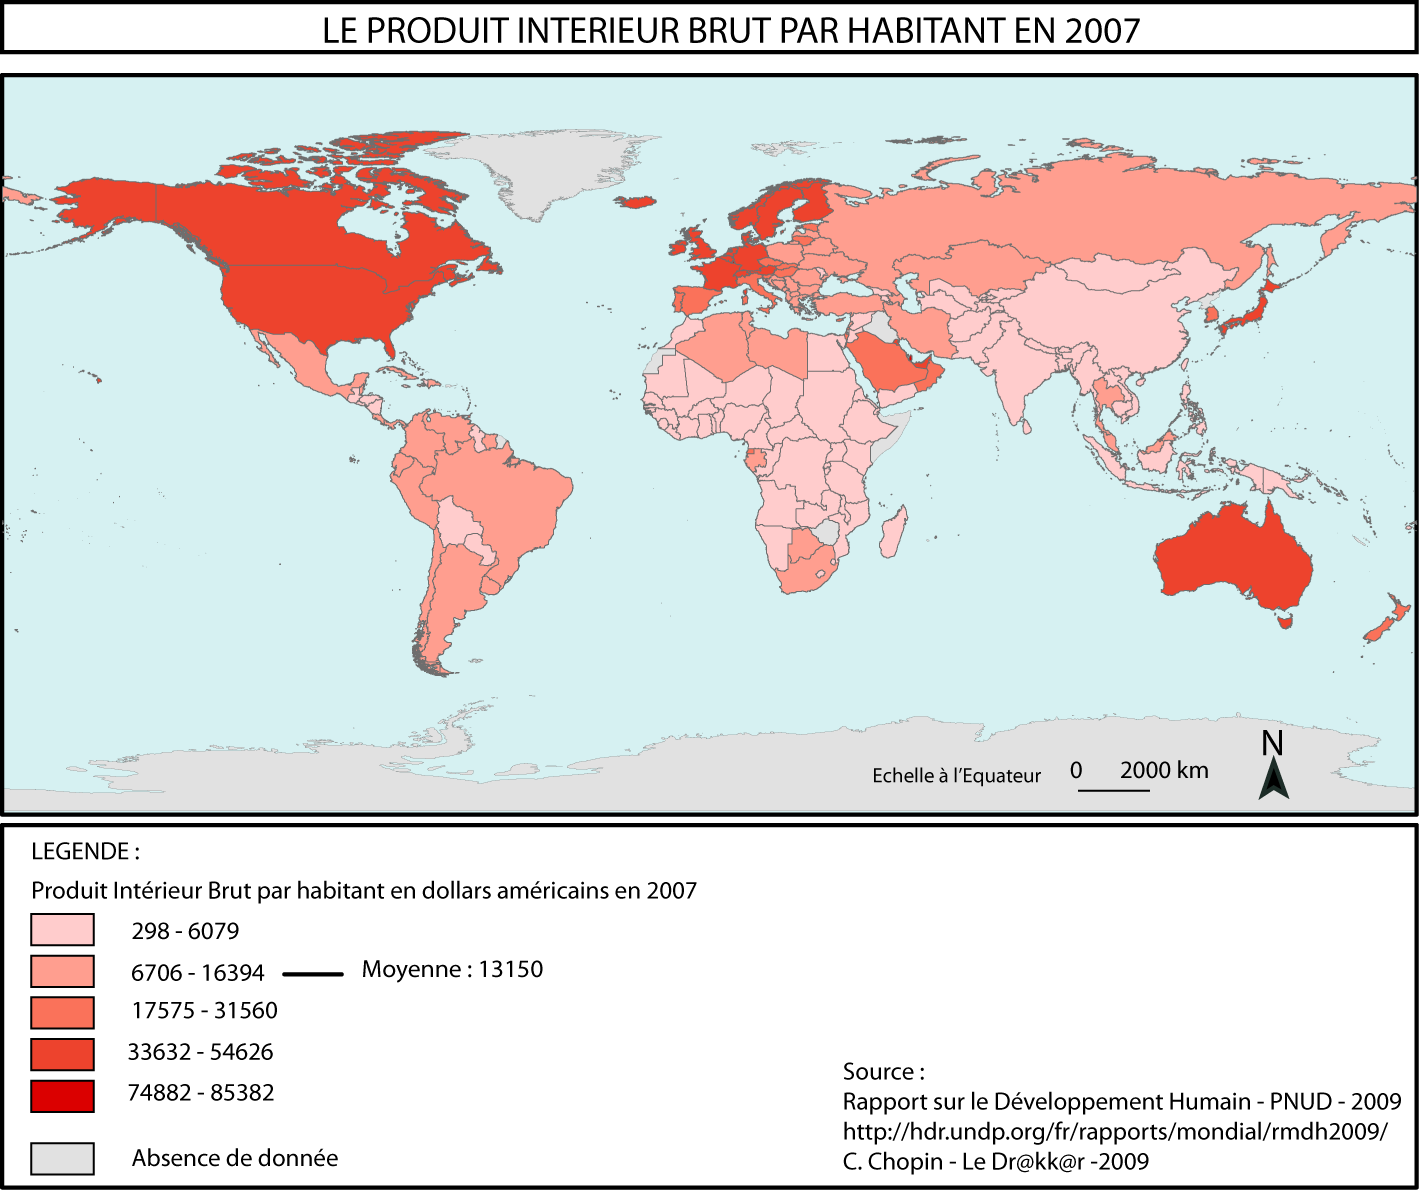 LE PRODUIT INTERIEUR BRUT PAR HABITANT EN 2007
N
Echelle à l'Equateur 0 2000 km
LEGENDE :
Produit Intérieur Brut par habitant en dollars américains en 2007
298 - 6079
6706 - 16394 Moyenne : 13150
17575 - 31560
33632 - 54626
74882 - 85382
Absence de donnée
Source :
Rapport sur le Développement Humain - PNUD - 2009
http://hdr.undp.org/fr/rapports/mondial/rmdh2009/
C. Chopin - Le Dr@kk@r -2009